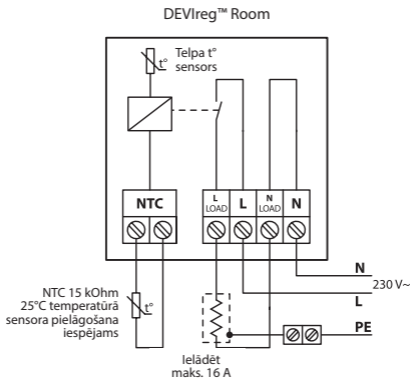 DEVIreg™ Room
Telpa t°
sensors
t°
NTC
L
LOAD
L
N
LOAD
N
N
230 V~
L
PE
NTC 15 kOhm
25°C temperatūrā
sensora pielāgošana
iespējams
t°
Ielādēt
maks. 16 A